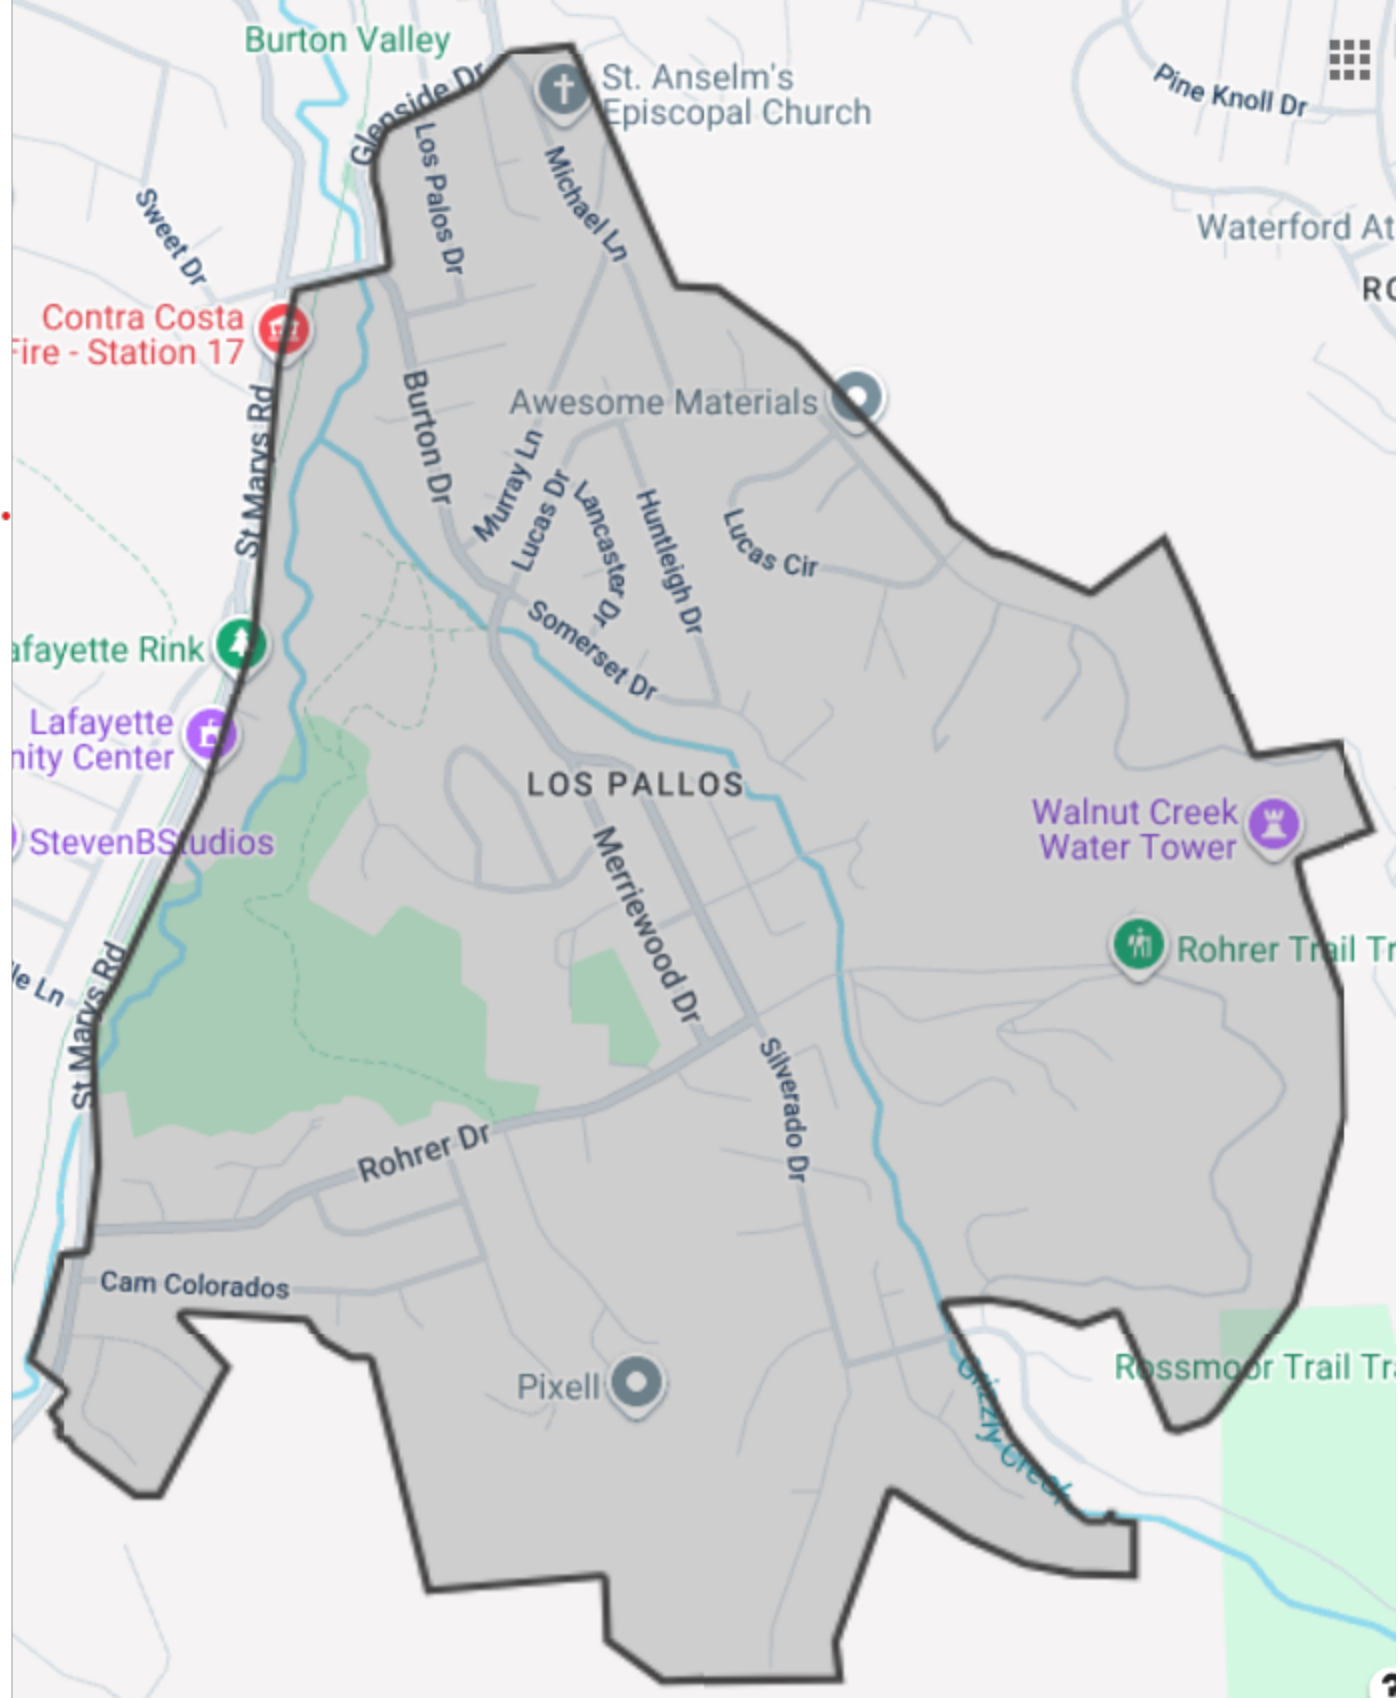 Burton Valley
Glenside Dr
St. Anselm's
Episcopal Church
Pine Knoll Dr
Los Palos Dr
Michael Ln
Sweet Dr
Waterford At
RO
Contra Costa
Fire - Station 17
St Marys Rd
Burton Dr
Awesome Materials
Murray Ln
Lucas Dr
Lancaster Dr
Huntleigh Dr
Lucas Cir
Somerset Dr
afayette Rink
Lafayette
nity Center
LOS PALLOS
StevenBStudios
Merriewood Dr
Walnut Creek
Water Tower
Rohrer Trail Tr
le Ln
St Marys Rd
Silverado Dr
Rohrer Dr
Cam Colorados
Pixell
Grizzly Creek
Rossmoor Trail Tra
?